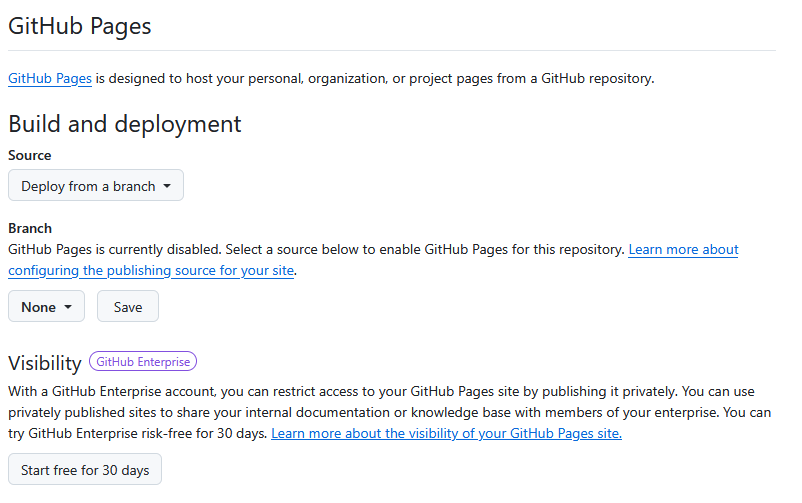 GitHub Pages
GitHub Pages is designed to host your personal, organization, or project pages from a GitHub repository.
Build and deployment
Source
Deploy from a branch
Branch
GitHub Pages is currently disabled. Select a source below to enable GitHub Pages for this repository. Learn more about
configuring the publishing source for your site.
None Save
Visibility GitHub Enterprise
With a GitHub Enterprise account, you can restrict access to your GitHub Pages site by publishing it privately. You can use
privately published sites to share your internal documentation or knowledge base with members of your enterprise. You can
try GitHub Enterprise risk-free for 30 days. Learn more about the visibility of your GitHub Pages site.
Start free for 30 days